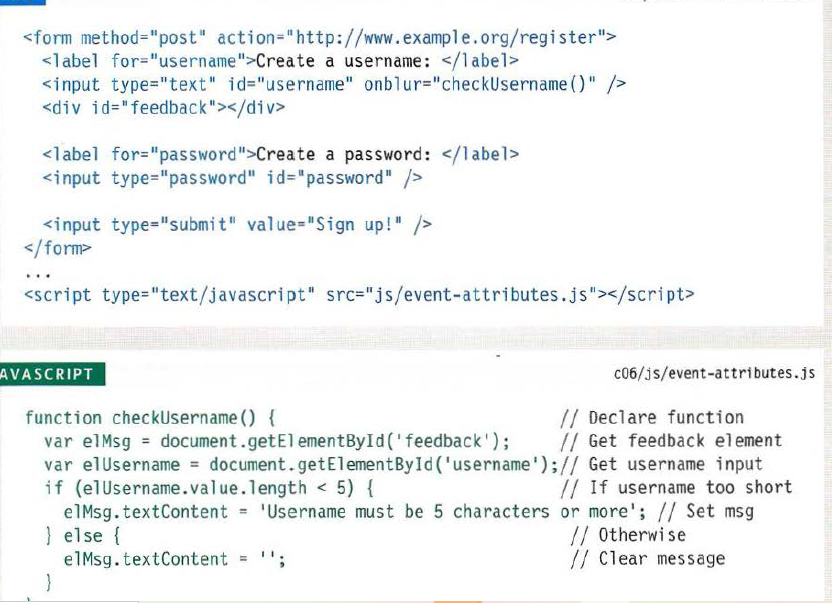 <form method="post" action="http://www.example.org/register">
<label for="username">Create a username: </label>
<input type="text" id="username" onblur="checkUsername()" />
<div id="feedback"></div>
<label for="password">Create a password: </label>
<input type="password" id="password" />
<input type="submit" value="Sign up!" />
</form>
...
<script type="text/javascript" src="js/event-attributes.js"></script>
AVASCRIPT c06/js/event-attributes.js
function checkUsername() { // Declare function
var elMsg = document.getElementById('feedback'); // Get feedback element
var elUsername = document.getElementById('username');// Get username input
if (elUsername.value.length < 5) { // If username too short
elMsg.textContent = 'Username must be 5 characters or more'; // Set msg
} else { // Otherwise
elMsg.textContent = ''; // Clear message
}